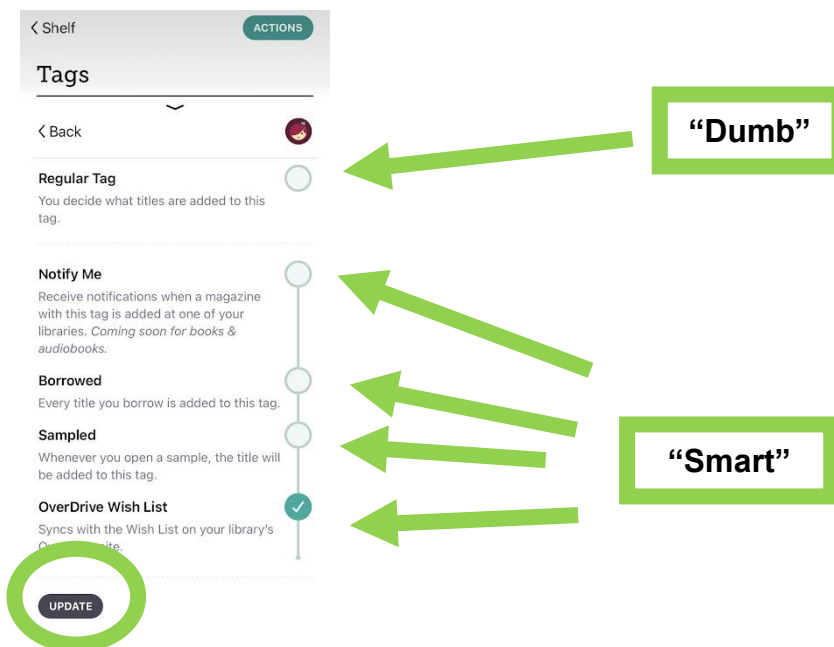 Shelf
ACTIONS
Tags
Back
“Dumb”
Regular Tag
You decide what titles are added to this
tag.
Notify Me
Receive notifications when a magazine
with this tag is added at one of your
libraries. Coming soon for books &
audiobooks.
Borrowed
Every title you borrow is added to this tag.
Sampled
Whenever you open a sample, the title will
be added to this tag.
“Smart”
OverDrive Wish List
Syncs with the Wish List on your library's
UPDATE